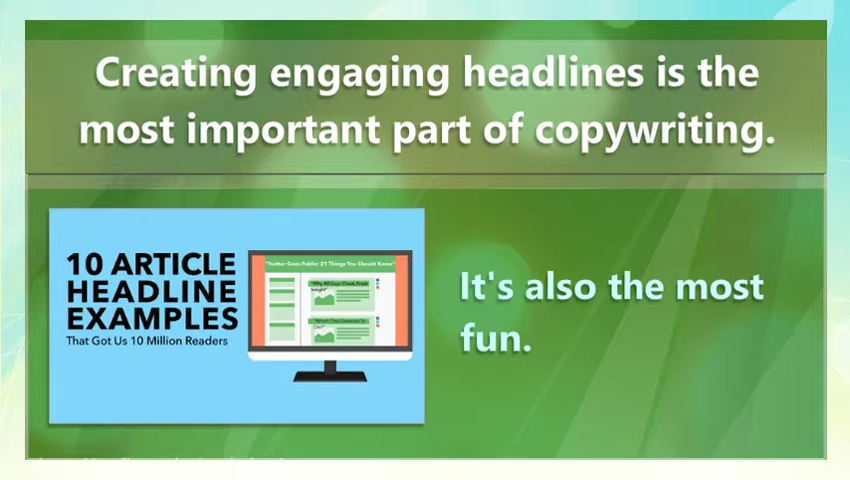 Creating engaging headlines is the
most important part of copywriting.
10 ARTICLE
HEADLINE
EXAMPLES
That Got Us 10 Million Readers
"Twitter Goes Public: 21 Things You Should Know"
It's also the most
fun.